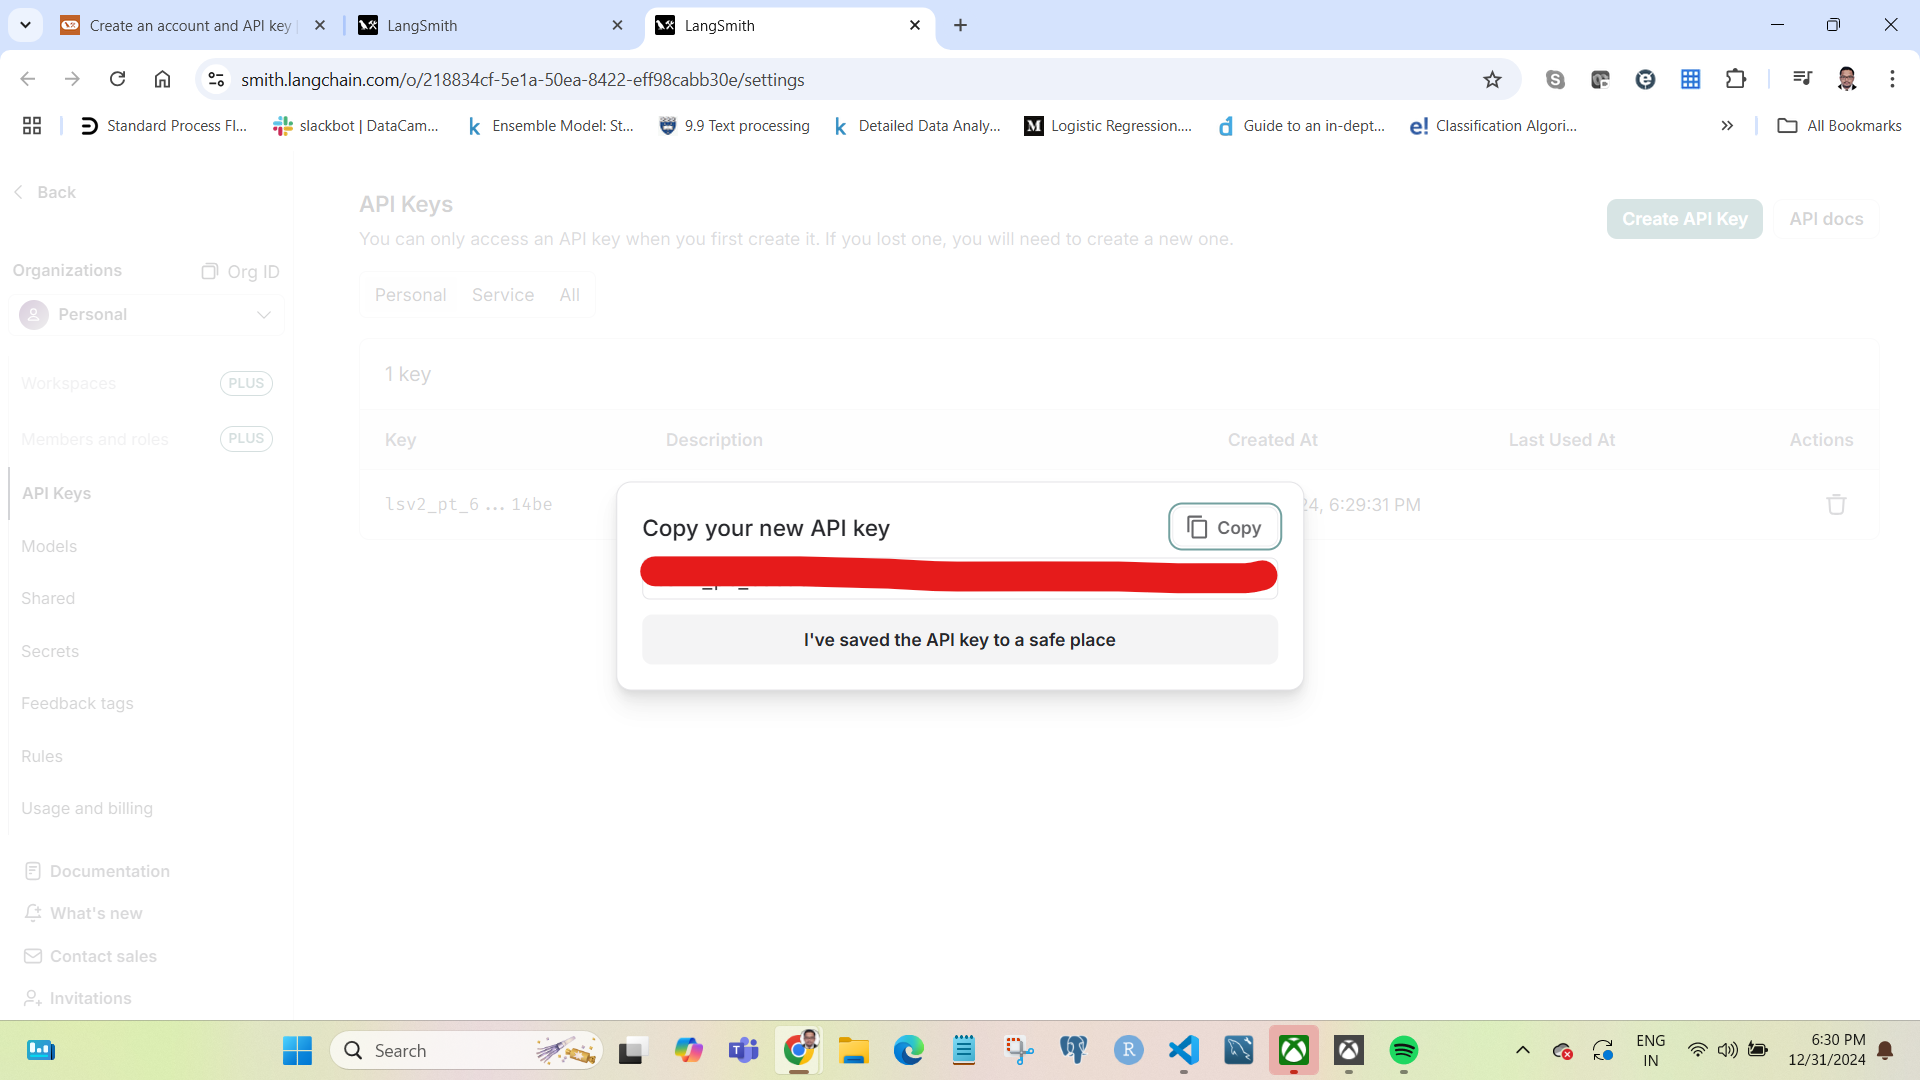 Create an account and API key
LangSmith
LangSmith
smith.langchain.com/o/218834cf-5e1a-50ea-8422-eff98cabb30e/settings
Standard Process Fl...
slackbot | DataCam...
Ensemble Model: St...
9.9 Text processing
Detailed Data Analy...
Logistic Regression....
Guide to an in-dept...
Classification Algori...
All Bookmarks
Back
API Keys
You can only access an API key when you first create it. If you lost one, you will need to create a new one.
Create API Key
API docs
Organizations
Org ID
Personal
Personal
Service
All
Workspaces
PLUS
Members and roles
PLUS
API Keys
Models
Shared
Secrets
Feedback tags
Rules
Usage and billing
Documentation
What's new
Contact sales
Invitations
1 key
Key
Description
Created At
Last Used At
Actions
lsv2_pt_6...14be
24, 6:29:31 PM
Copy your new API key
Copy
I've saved the API key to a safe place
Search
ENG
IN
6:30 PM
12/31/2024